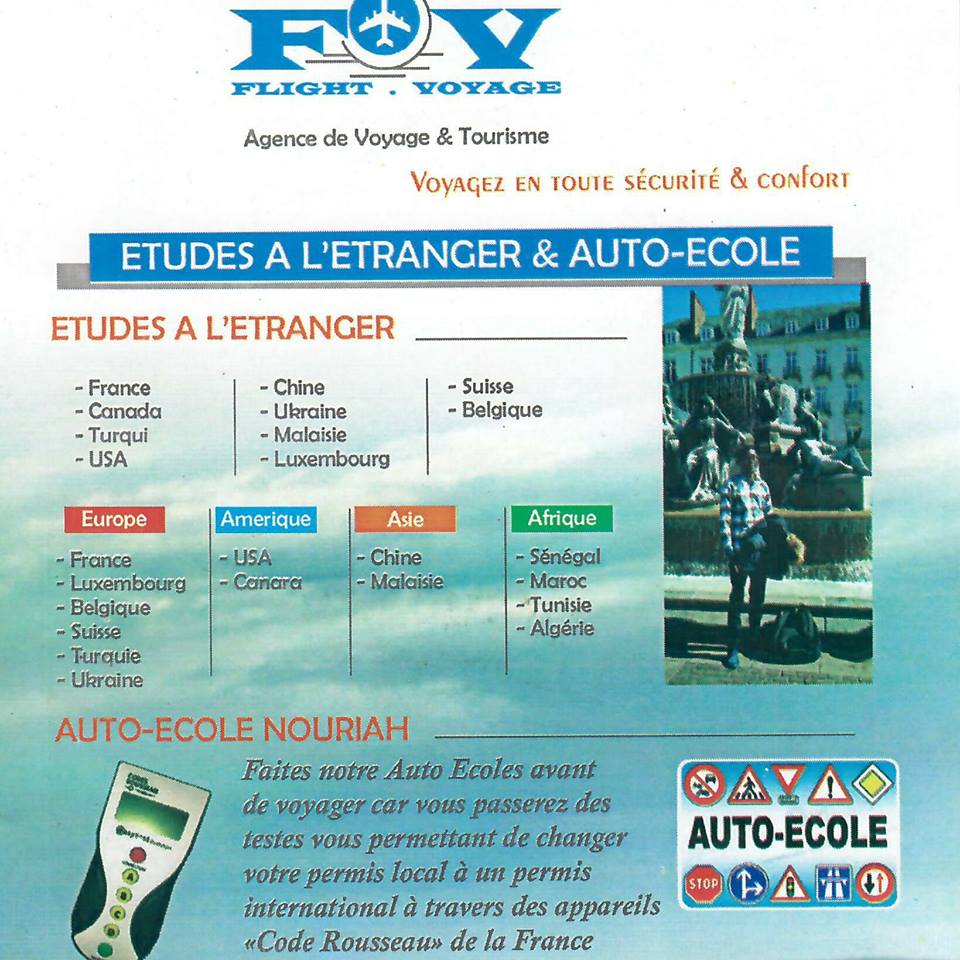 FV
FLIGHT . VOYAGE
Agence de Voyage & Tourisme
Voyagez en toute sécurité & confort
ETUDES A L'ETRANGER & AUTO-ECOLE
ETUDES A L'ETRANGER
- France
- Canada
- Turqui
- USA
- Chine
- Ukraine
- Malaisie
- Luxembourg
- Suisse
- Belgique
Europe
- France
- Luxembourg
- Belgique
- Suisse
- Turquie
- Ukraine
Amerique
- USA
- Canara
Asie
- Chine
- Malaisie
Afrique
- Sénégal
- Maroc
- Tunisie
- Algérie
AUTO-ECOLE NOURIAH
Faites notre Auto Ecoles avant
de voyager car vous passerez des
testes vous permettant de changer
votre permis local à un permis
international à travers des appareils
«Code Rousseau» de la France
CODES
ROUSSEAU
A
B
C
D
AUTO-ECOLE
STOP